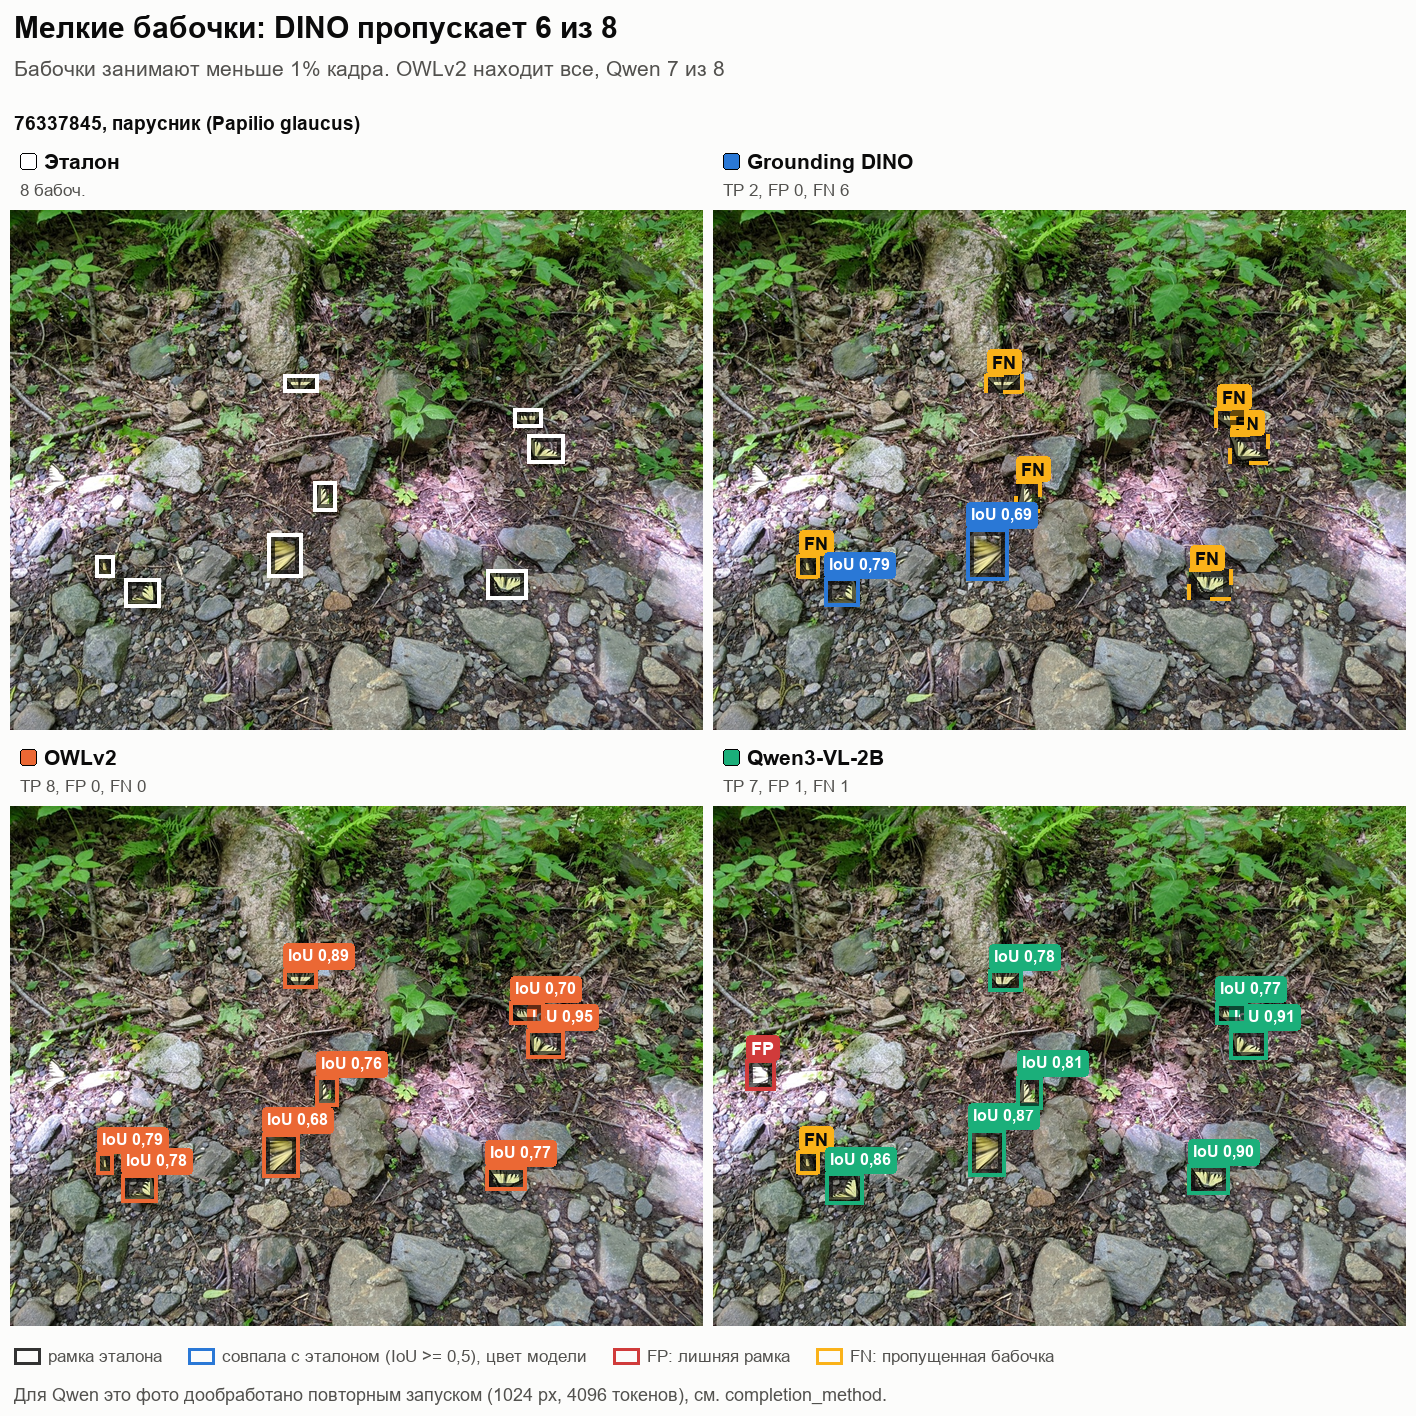 Мелкие бабочки: DINO пропускает 6 из 8
Бабочки занимают меньше 1% кадра. OWLv2 находит все, Qwen 7 из 8
76337845, парусник (Papilio glaucus)
Эталон
8 бабоч.
Grounding DINO
TP 2, FP 0, FN 6
FN
FN
N
FN
IoU 0,69
FN
IoU 0,79
FN
OWLv2
TP 8, FP 0, FN 0
IoU 0,89
IoU 0,70
U 0,95
IoU 0,76
IoU 0,68
IoU 0,79
IoU 0,78
IoU 0,77
Qwen3-VL-2B
TP 7, FP 1, FN 1
IoU 0,78
IoU 0,77
U 0,91
FP
IoU 0,81
IoU 0,87
FN
IoU 0,86
IoU 0,90
рамка эталона
совпала с эталоном (IoU >= 0,5), цвет модели
FP: лишняя рамка
FN: пропущенная бабочка
Для Qwen это фото дообработано повторным запуском (1024 px, 4096 токенов), см. completion_method.